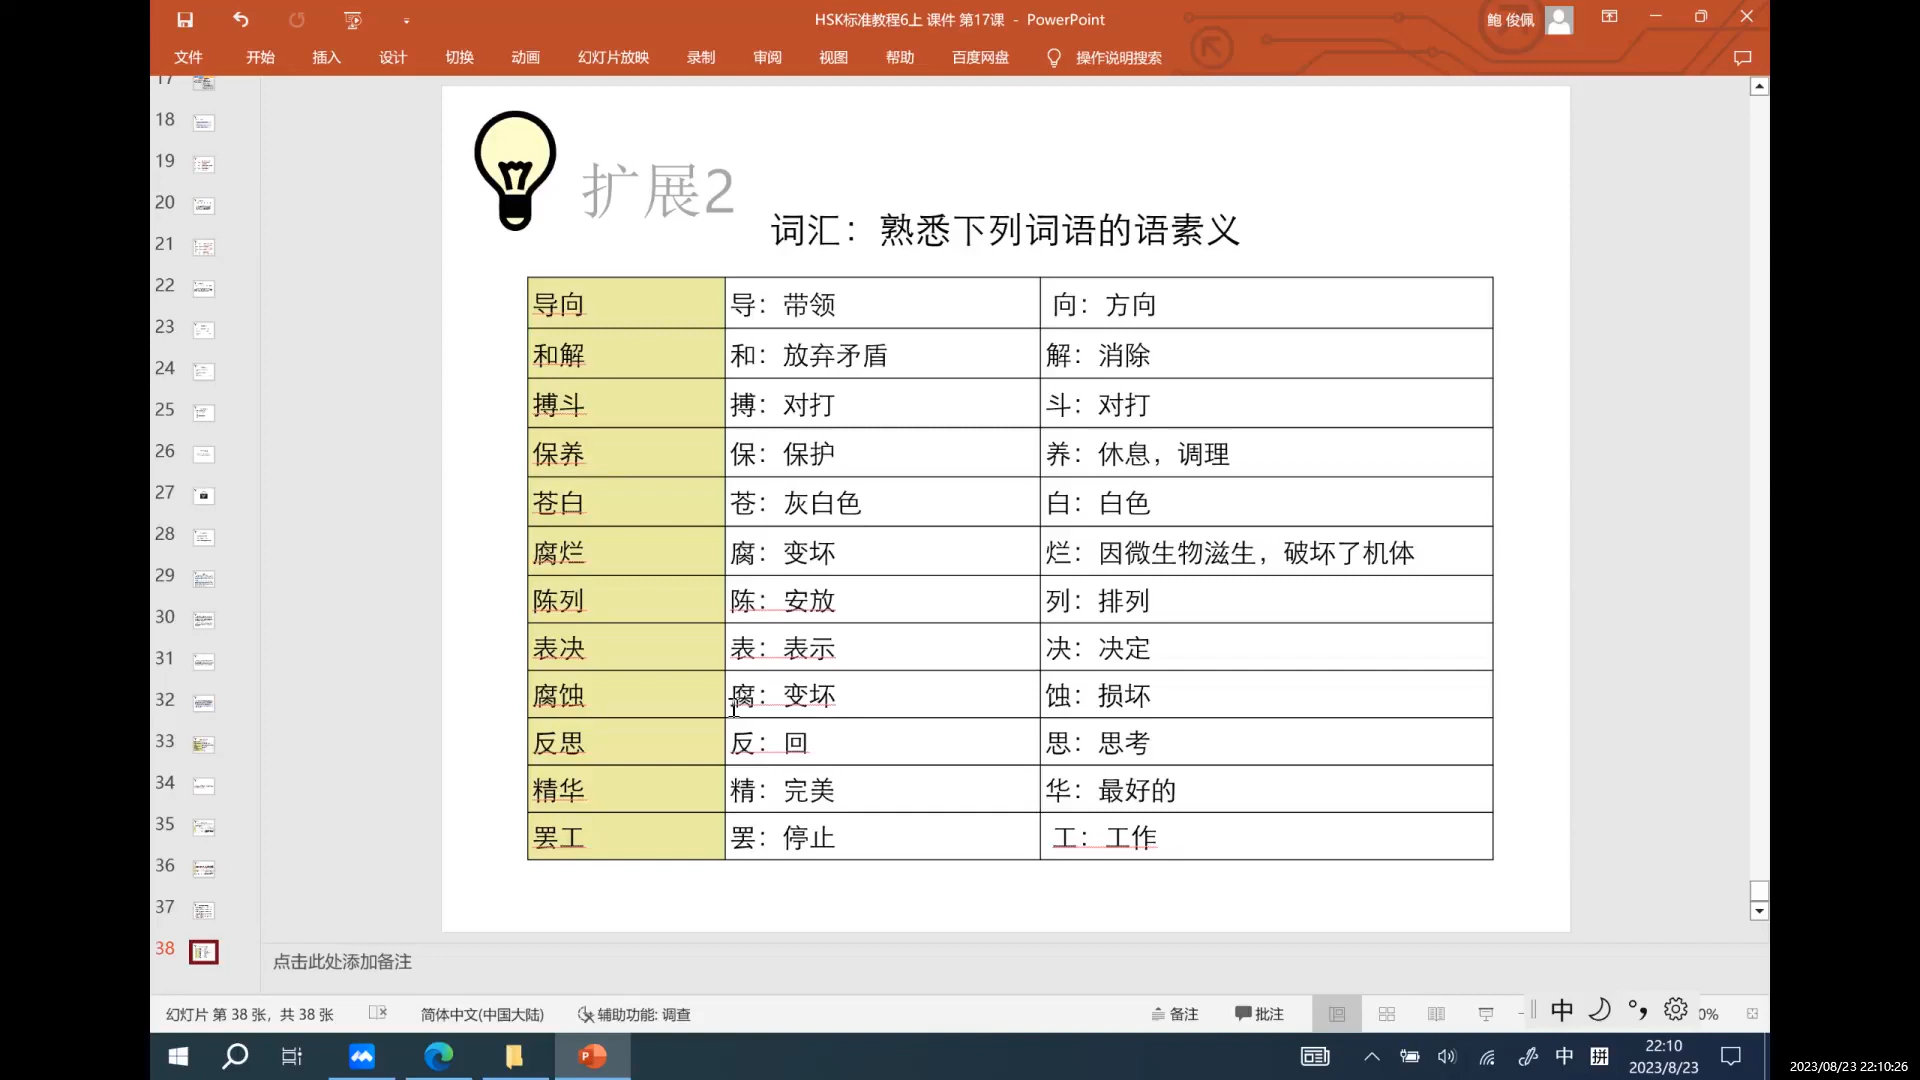 HSK标准教程6上 课件 第17课 - PowerPoint
鲍 俊佩
文件 开始 插入 设计 切换 动画 幻灯片放映 录制 审阅 视图 帮助 百度网盘 操作说明搜索
17
18
19
20
21
22
23
24
25
26
27
28
29
30
31
32
33
34
35
36
37
38
扩展2
词汇：熟悉下列词语的语素义
导向 导：带领 向：方向
和解 和：放弃矛盾 解：消除
搏斗 搏：对打 斗：对打
保养 保：保护 养：休息，调理
苍白 苍：灰白色 白：白色
腐烂 腐：变坏 烂：因微生物滋生，破坏了机体
陈列 陈：安放 列：排列
表决 表：表示 决：决定
腐蚀 腐：变坏 蚀：损坏
反思 反：回 思：思考
精华 精：完美 华：最好的
罢工 罢：停止 工：工作
点击此处添加备注
幻灯片 第 38 张，共 38 张 简体中文(中国大陆) 辅助功能: 调查 备注 批注 中 0%
中 拼 22:10
2023/8/23
2023/08/23 22:10:26